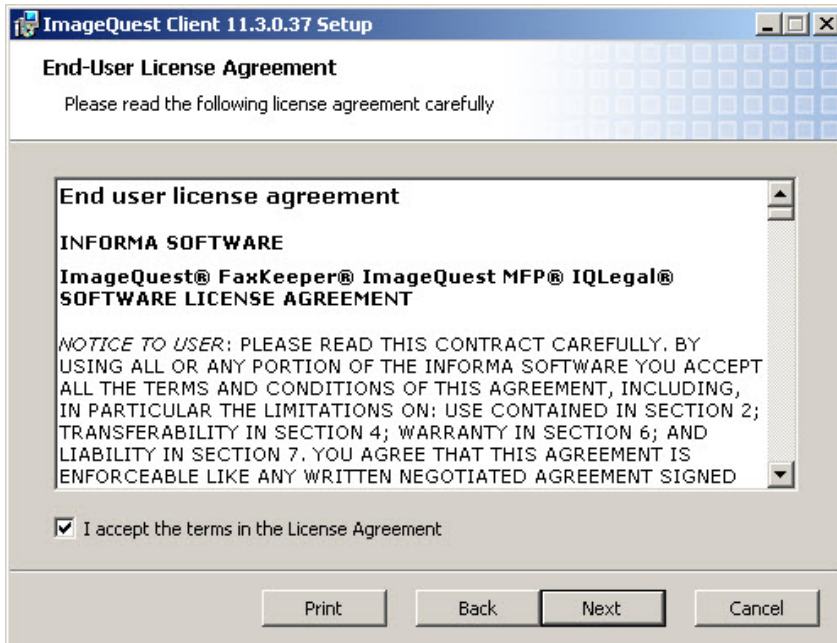 ImageQuest Client 11.3.0.37 Setup
End-User License Agreement
Please read the following license agreement carefully
End user license agreement
INFORMA SOFTWARE
ImageQuest® FaxKeeper® ImageQuest MFP® IQLegal®
SOFTWARE LICENSE AGREEMENT
NOTICE TO USER: PLEASE READ THIS CONTRACT CAREFULLY. BY
USING ALL OR ANY PORTION OF THE INFORMA SOFTWARE YOU ACCEPT
ALL THE TERMS AND CONDITIONS OF THIS AGREEMENT, INCLUDING,
IN PARTICULAR THE LIMITATIONS ON: USE CONTAINED IN SECTION 2;
TRANSFERABILITY IN SECTION 4; WARRANTY IN SECTION 6; AND
LIABILITY IN SECTION 7. YOU AGREE THAT THIS AGREEMENT IS
ENFORCEABLE LIKE ANY WRITTEN NEGOTIATED AGREEMENT SIGNED
I accept the terms in the License Agreement
Print Back Next Cancel